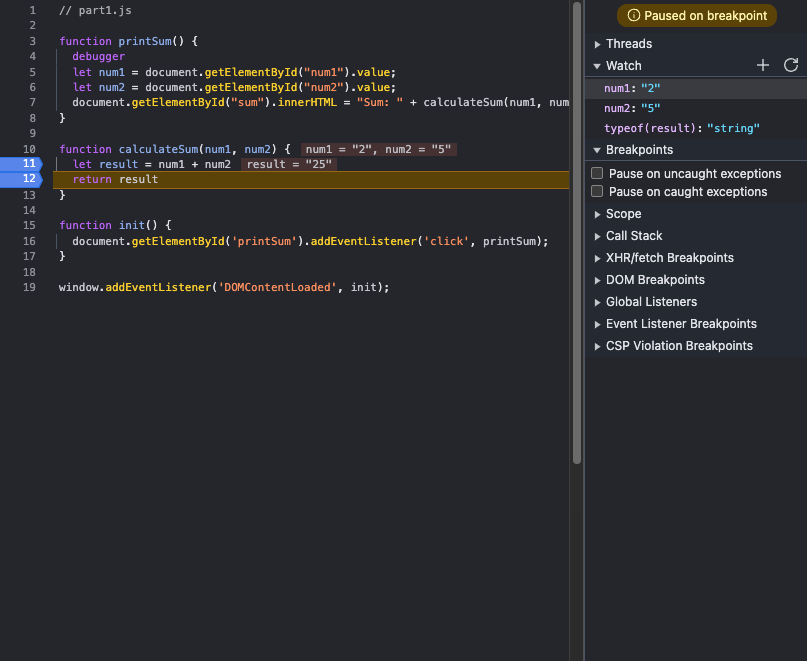 1 // part1.js
2
3 function printSum() {
4 debugger
5 let num1 = document.getElementById("num1").value;
6 let num2 = document.getElementById("num2").value;
7 document.getElementById("sum").innerHTML = "Sum: " + calculateSum(num1, num
8 }
9
10 function calculateSum(num1, num2) { num1 = "2", num2 = "5"
11 let result = num1 + num2 result = "25"
12 return result
13 }
14
15 function init() {
16 document.getElementById('printSum').addEventListener('click', printSum);
17 }
18
19 window.addEventListener('DOMContentLoaded', init);
Paused on breakpoint
Threads
Watch
num1: "2"
num2: "5"
typeof(result): "string"
Breakpoints
Pause on uncaught exceptions
Pause on caught exceptions
Scope
Call Stack
XHR/fetch Breakpoints
DOM Breakpoints
Global Listeners
Event Listener Breakpoints
CSP Violation Breakpoints